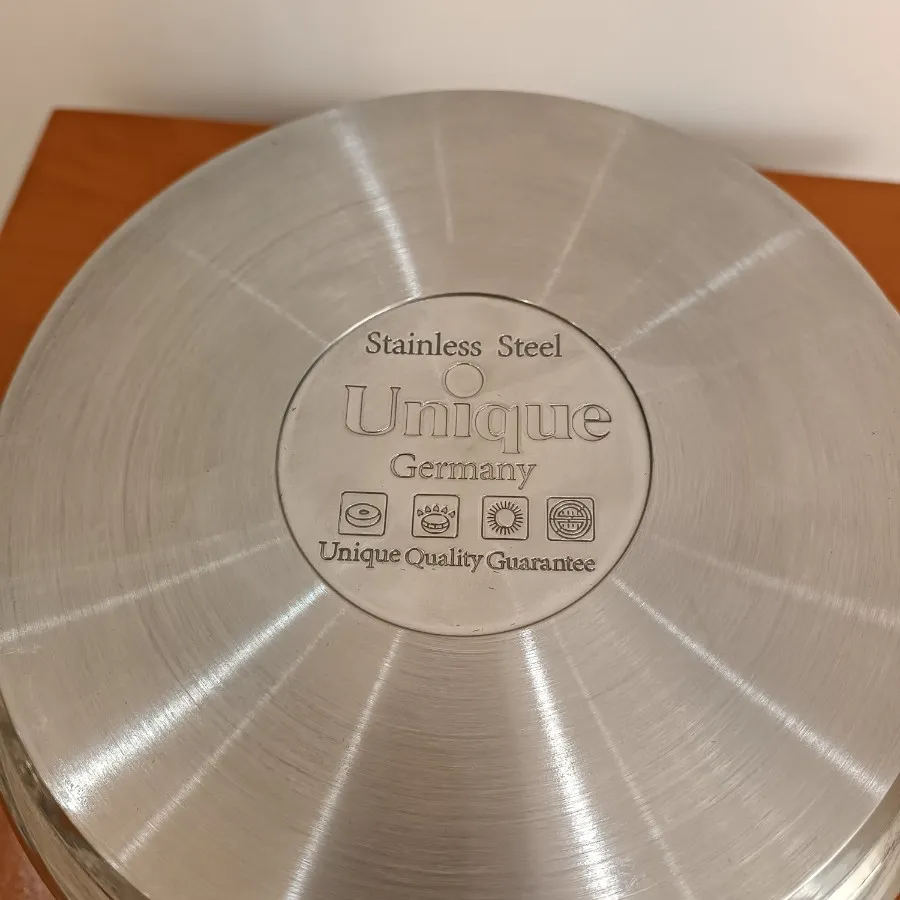 Stainless Steel
Unique
Germany
Unique Quality Guarantee